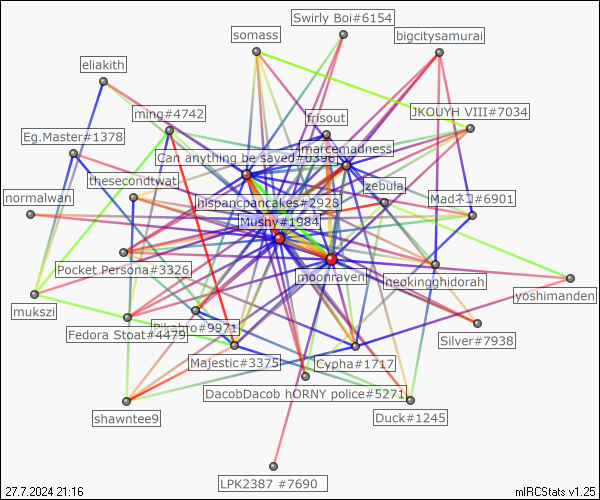 Swirly Boi#6154
somass
bigcitysamurai
eliakith
JKOUYH VIII#7034
ming#4742
frisout
Eg.Master#1378
marcemadness
Can anything be saved#0396
thesecondtwat
zebula
normalwan
hispancpancakes#2928
Madネコ#6901
Mushy#1984
Pocket Persona#3326
moonraven
neokingghidorah
yoshimanden
mukszi
Pikabro#9971
Fedora Stoat#4479
Silver#7938
Majestic#3375
Cypha#1717
DacobDacob hORNY police#5271
shawntee9
Duck#1245
LPK2387 #7690
27.7.2024 21:16
mIRCStats v1.25